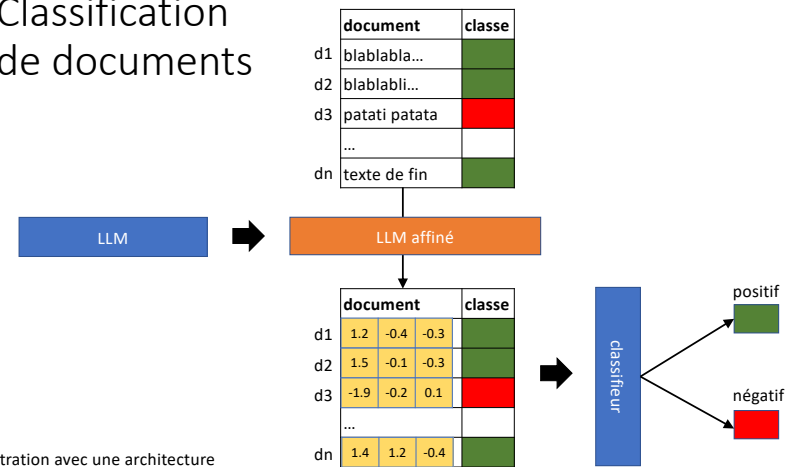 Classification
de documents
document classe
d1 blablabla…
d2 blablabli…
d3 patati patata
…
dn texte de fin
LLM
LLM affiné
document classe
d1 1.2 -0.4 -0.3
d2 1.5 -0.1 -0.3
d3 -1.9 -0.2 0.1
…
dn 1.4 1.2 -0.4
classifieur
positif
négatif
tration avec une architecture